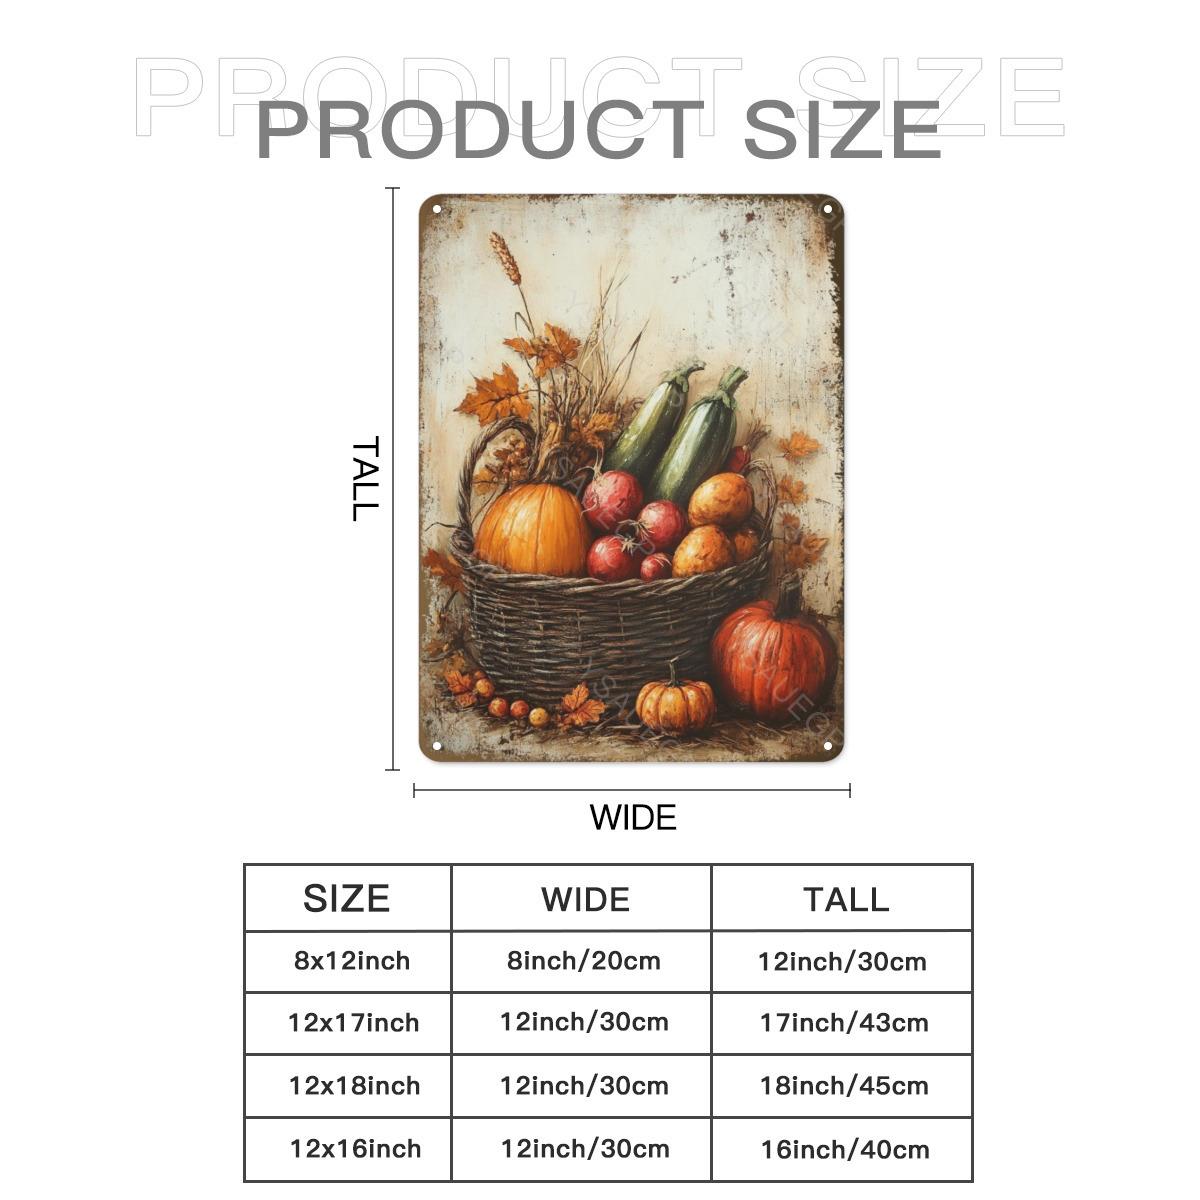 PRODUCT SIZE
PRODUCT SIZE
TALL
WIDE
SIZE WIDE TALL
8x12inch 8inch/20cm 12inch/30cm
12x17inch 12inch/30cm 17inch/43cm
12x18inch 12inch/30cm 18inch/45cm
12x16inch 12inch/30cm 16inch/40cm